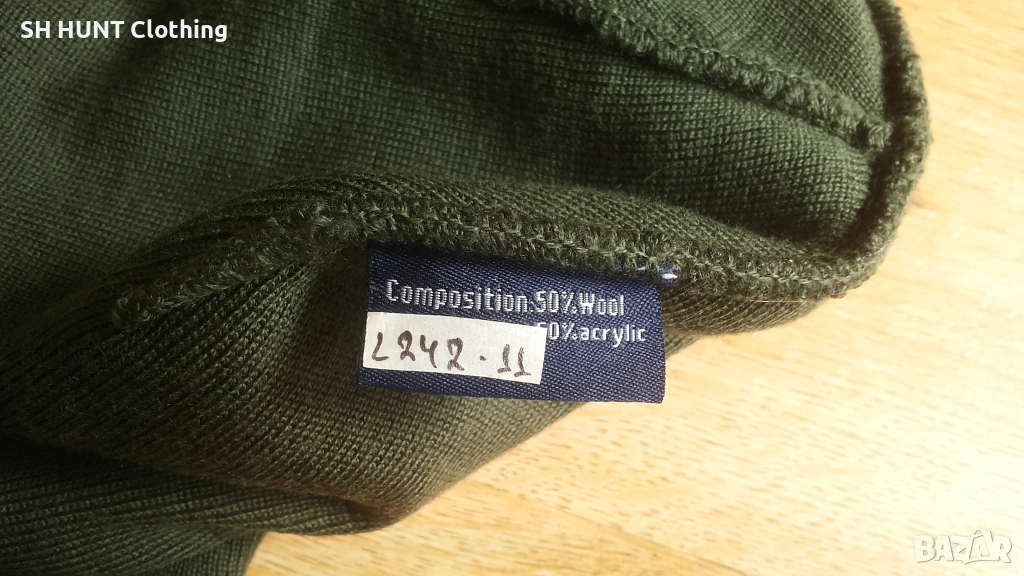 SH HUNT Clothing
Composition:50%Wool
50%acrylic
L242-11
BAZAR